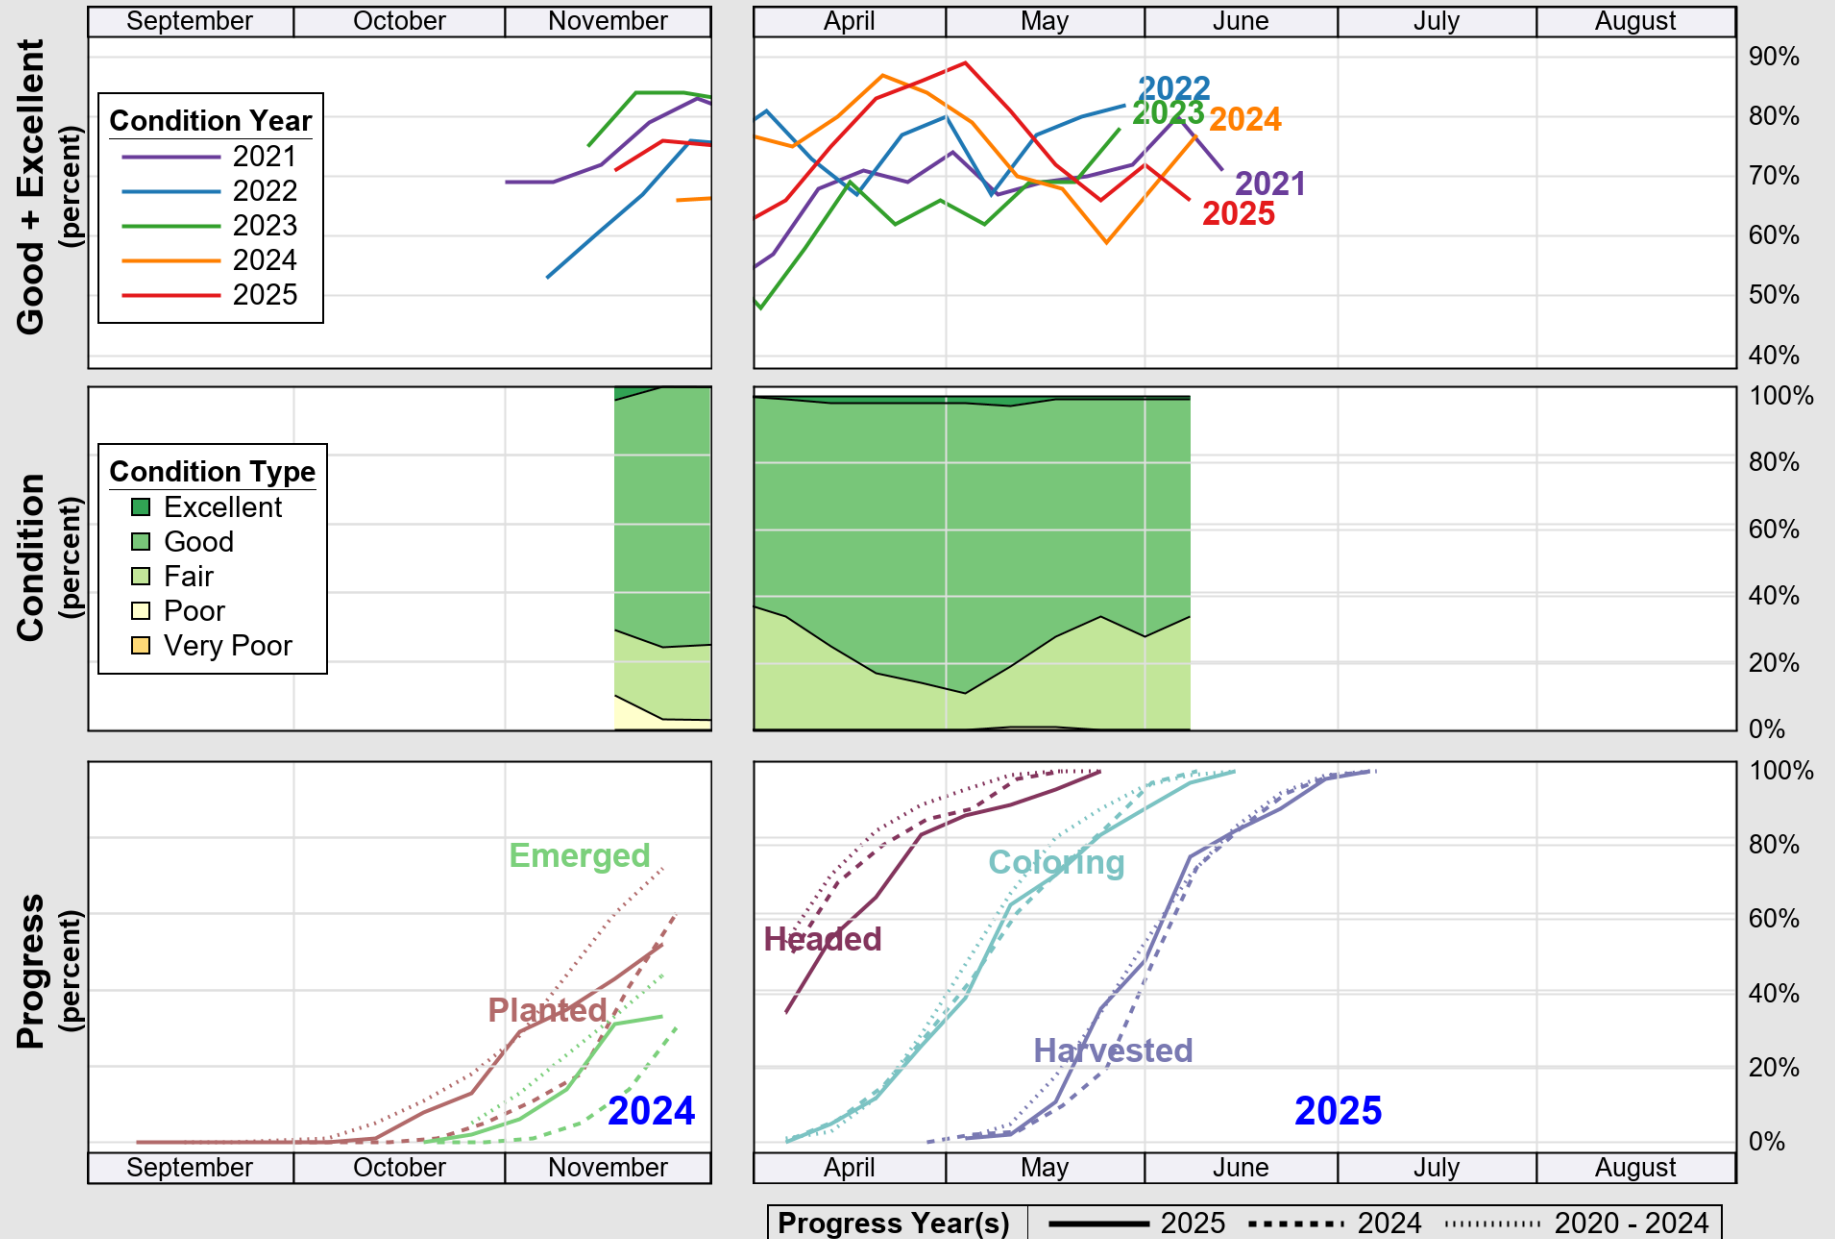 September October November April May June July August
Good + Excellent
(percent)
Condition Year
2021
2022
2023
2024
2025
2022
2023
2024
2021
2025
90%
80%
70%
60%
50%
40%
Condition
(percent)
Condition Type
Excellent
Good
Fair
Poor
Very Poor
100%
80%
60%
40%
20%
0%
Progress
(percent)
Emerged
Planted
2024
Headed
Coloring
Harvested
2025
100%
80%
60%
40%
20%
0%
September October November April May June July August
Progress Year(s) 2025 2024 2020 - 2024